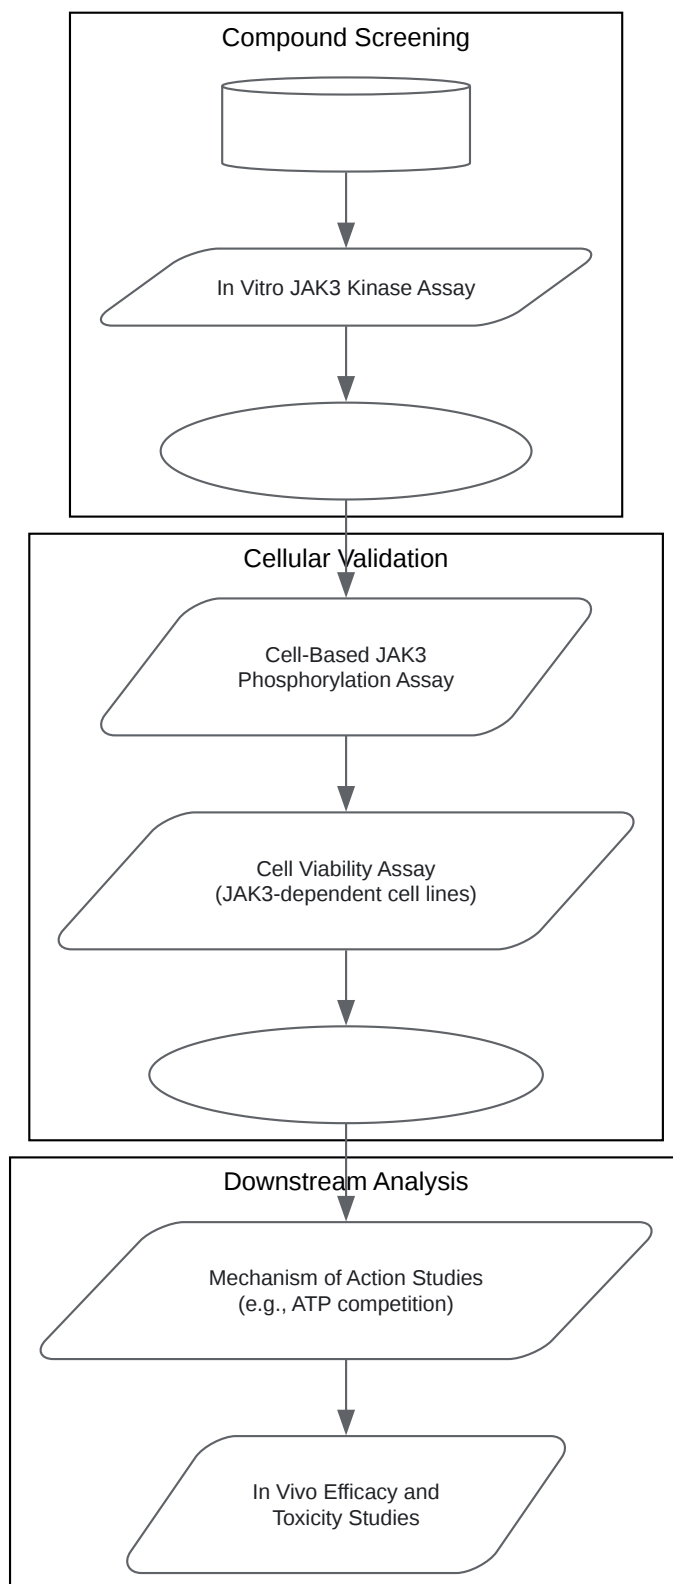 Compound Screening
In Vitro JAK3 Kinase Assay
Cellular Validation
Cell-Based JAK3
Phosphorylation Assay
Cell Viability Assay
(JAK3-dependent cell lines)
Downstream Analysis
Mechanism of Action Studies
(e.g., ATP competition)
In Vivo Efficacy and
Toxicity Studies